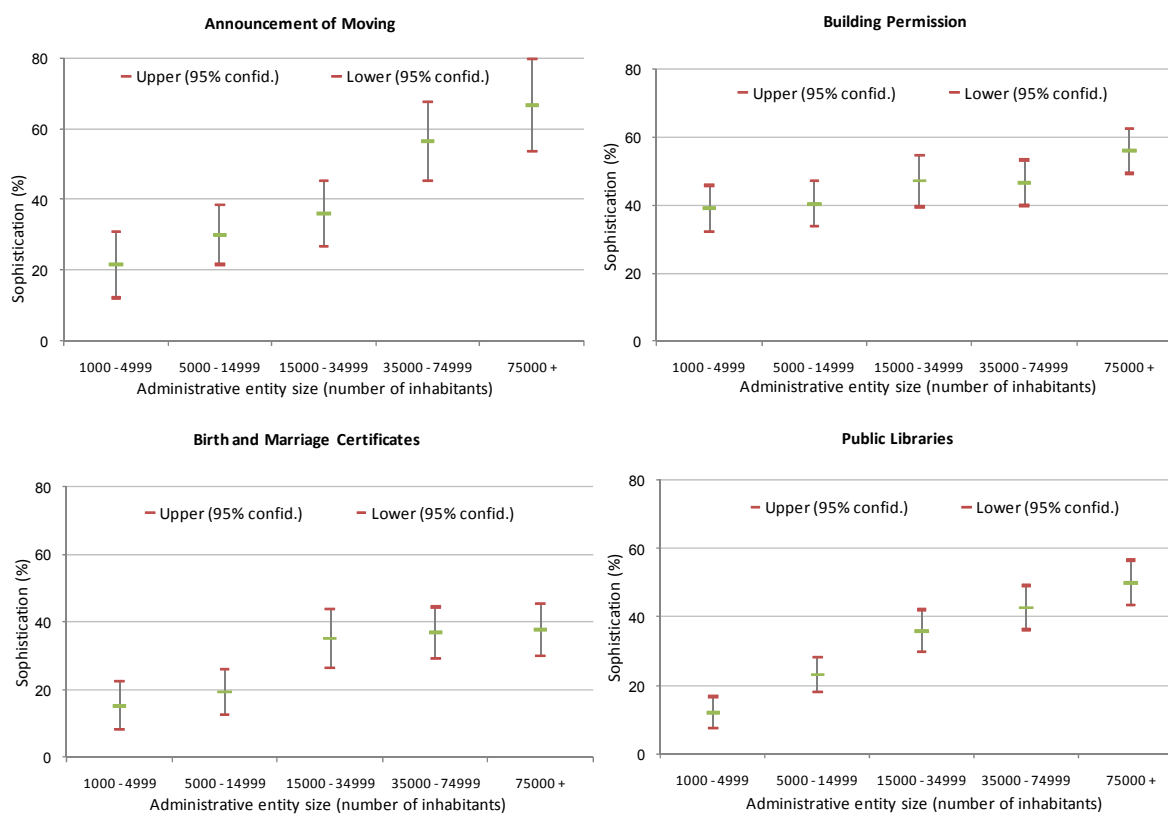 Announcement of Moving
80
60
40
20
0
Sophistication (%)
Upper (95% confid.) Lower (95% confid.)
1000 - 4999 5000 - 14999 15000 - 34999 35000 - 74999 75000 +
Administrative entity size (number of inhabitants)
Building Permission
80
60
40
20
0
Sophistication (%)
Upper (95% confid.) Lower (95% confid.)
1000 - 4999 5000 - 14999 15000 - 34999 35000 - 74999 75000 +
Administrative entity size (number of inhabitants)
Birth and Marriage Certificates
80
60
40
20
0
Sophistication (%)
Upper (95% confid.) Lower (95% confid.)
1000 - 4999 5000 - 14999 15000 - 34999 35000 - 74999 75000 +
Administrative entity size (number of inhabitants)
Public Libraries
80
60
40
20
0
Sophistication (%)
Upper (95% confid.) Lower (95% confid.)
1000 - 4999 5000 - 14999 15000 - 34999 35000 - 74999 75000 +
Administrative entity size (number of inhabitants)